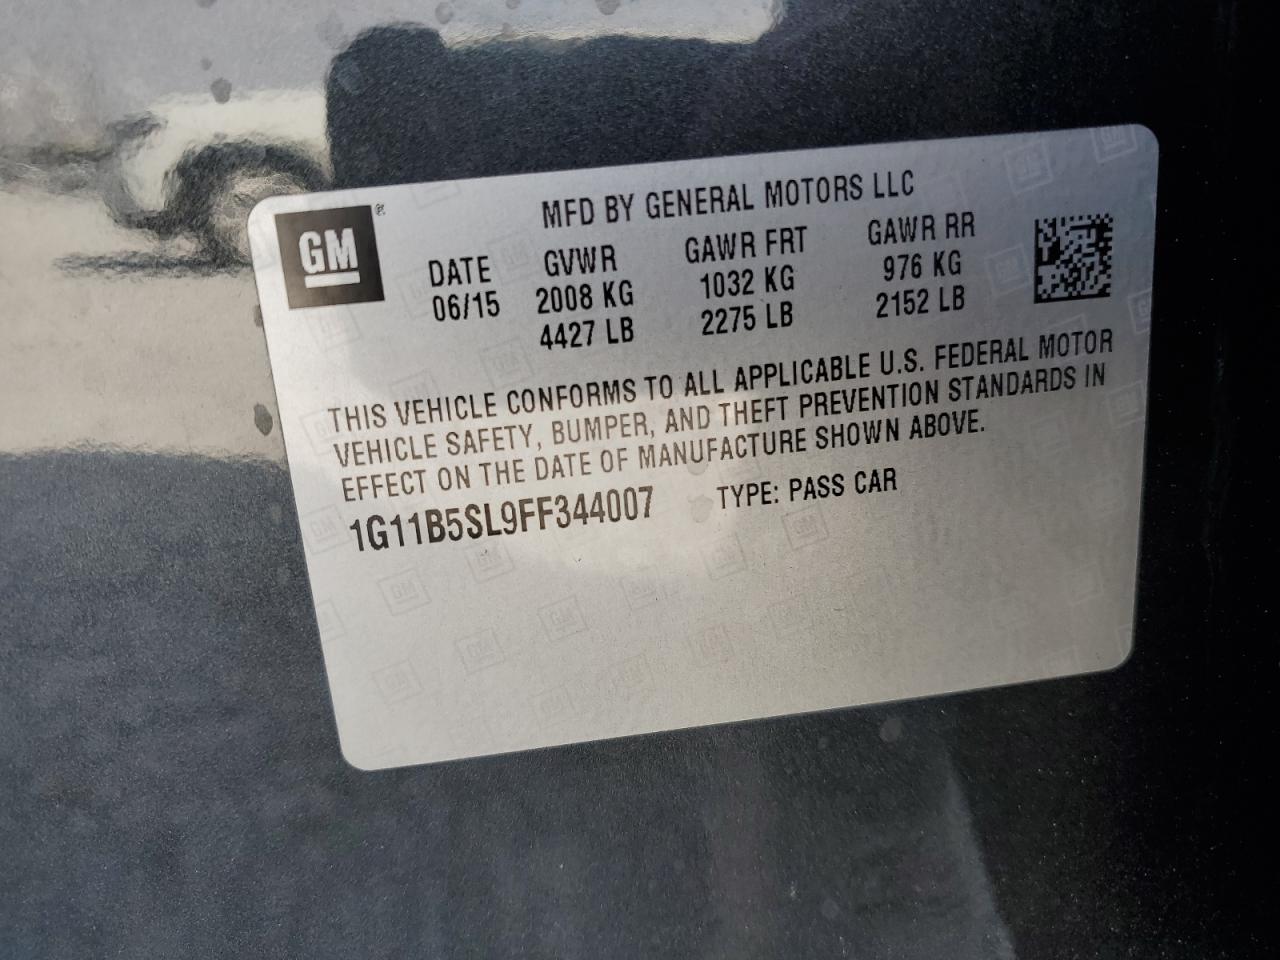 GM®
MFD BY GENERAL MOTORS LLC
DATE GVWR GAWR FRT GAWR RR
06/15 2008 KG 1032 KG 976 KG
4427 LB 2275 LB 2152 LB
THIS VEHICLE CONFORMS TO ALL APPLICABLE U.S. FEDERAL MOTOR
VEHICLE SAFETY, BUMPER, AND THEFT PREVENTION STANDARDS IN
EFFECT ON THE DATE OF MANUFACTURE SHOWN ABOVE.
1G11B5SL9FF344007 TYPE: PASS CAR